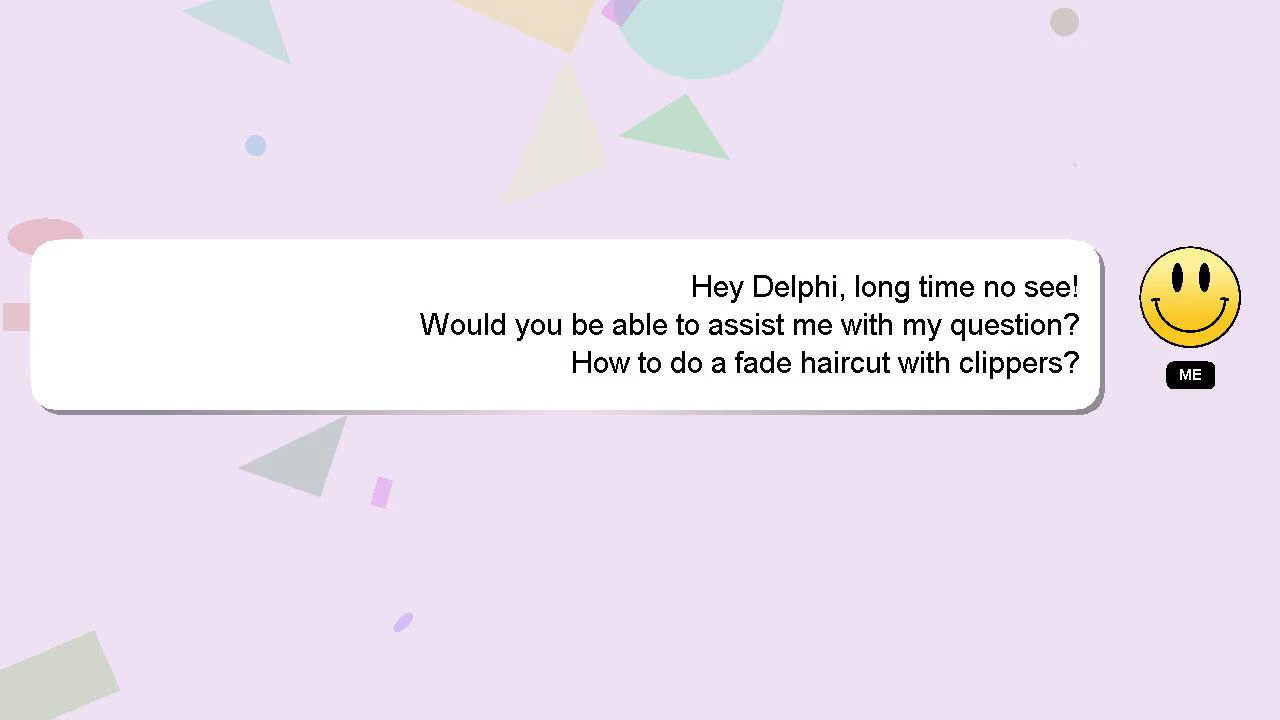 Hey Delphi, long time no see!
Would you be able to assist me with my question?
How to do a fade haircut with clippers?
ME